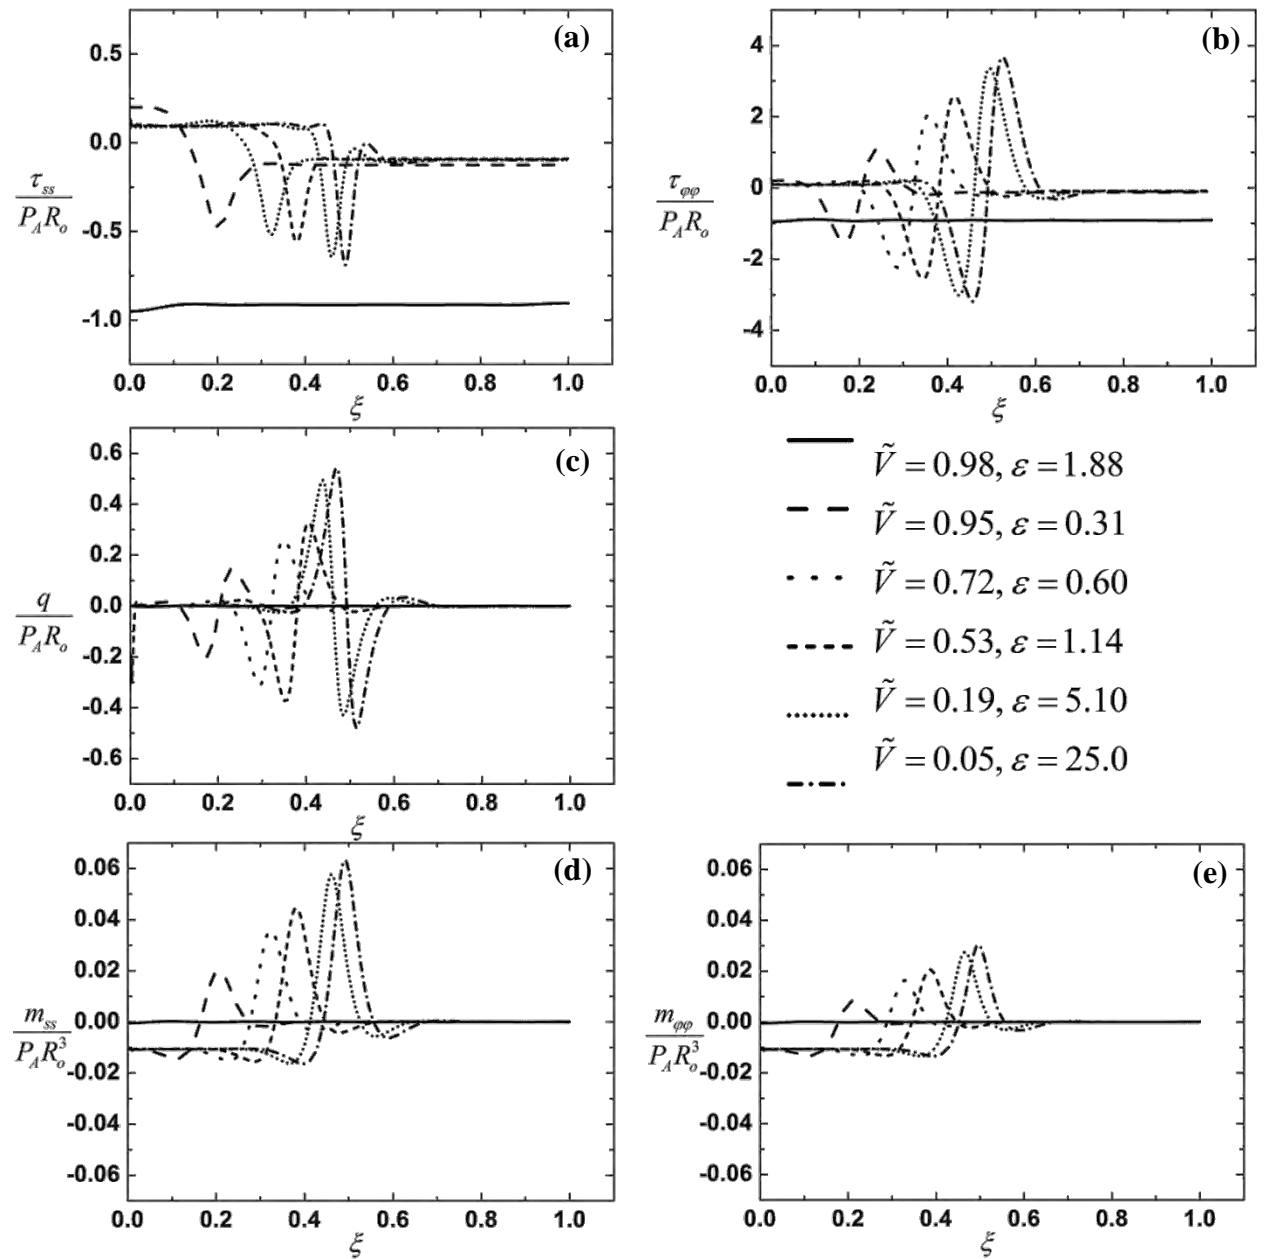 (a)
0.5
0.0
-0.5
-1.0
τ_ss / P_A R_o
0.0 0.2 0.4 0.6 0.8 1.0
ξ
(b)
4
2
0
-2
-4
τ_φφ / P_A R_o
0.0 0.2 0.4 0.6 0.8 1.0
ξ
(c)
0.6
0.4
0.2
0.0
-0.2
-0.4
-0.6
q / P_A R_o
0.0 0.2 0.4 0.6 0.8 1.0
ξ
Ṽ = 0.98, ε = 1.88
Ṽ = 0.95, ε = 0.31
Ṽ = 0.72, ε = 0.60
Ṽ = 0.53, ε = 1.14
Ṽ = 0.19, ε = 5.10
Ṽ = 0.05, ε = 25.0
(d)
0.06
0.04
0.02
0.00
-0.02
-0.04
-0.06
m_ss / P_A R_o^3
0.0 0.2 0.4 0.6 0.8 1.0
ξ
(e)
0.06
0.04
0.02
0.00
-0.02
-0.04
-0.06
m_φφ / P_A R_o^3
0.0 0.2 0.4 0.6 0.8 1.0
ξ